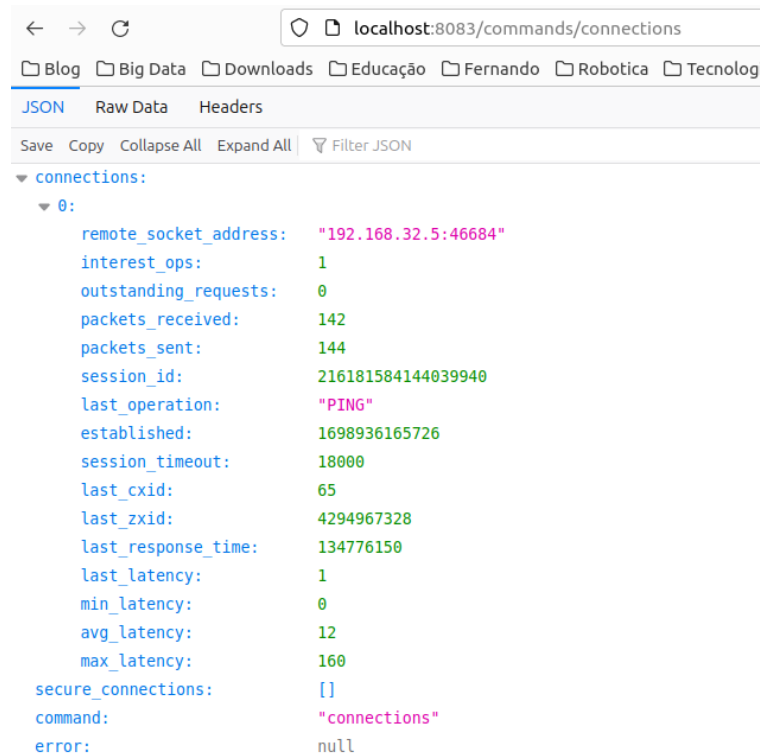 localhost:8083/commands/connections
Blog Big Data Downloads Educação Fernando Robotica Tecnolog
JSON Raw Data Headers
Save Copy Collapse All Expand All Filter JSON
connections:
0:
remote_socket_address: "192.168.32.5:46684"
interest_ops: 1
outstanding_requests: 0
packets_received: 142
packets_sent: 144
session_id: 216181584144039940
last_operation: "PING"
established: 1698936165726
session_timeout: 18000
last_cxid: 65
last_zxid: 4294967328
last_response_time: 134776150
last_latency: 1
min_latency: 0
avg_latency: 12
max_latency: 160
secure_connections: []
command: "connections"
error: null